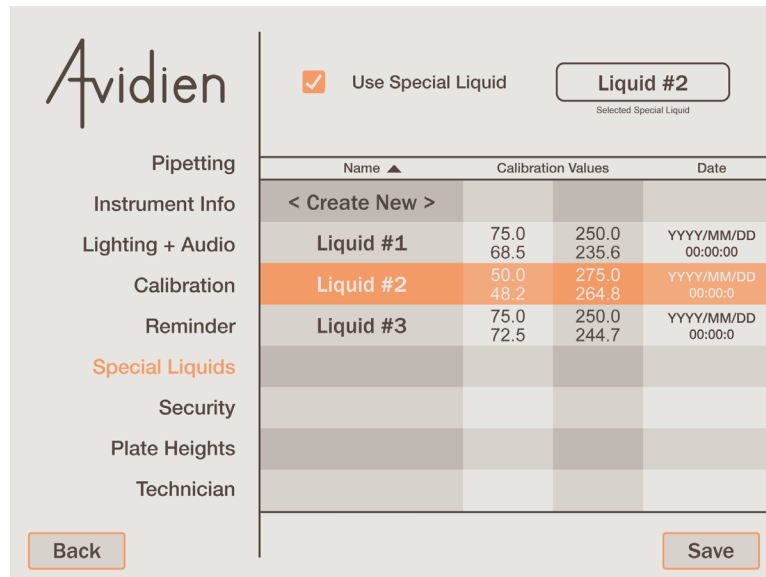 Avidien
Use Special Liquid
Liquid #2
Selected Special Liquid
Pipetting
Instrument Info
Lighting + Audio
Calibration
Reminder
Special Liquids
Security
Plate Heights
Technician
Name Calibration Values Date
< Create New >
Liquid #1 75.0 250.0 YYYY/MM/DD
68.5 235.6 00:00:00
Liquid #2 50.0 275.0 YYYY/MM/DD
48.2 264.8 00:00:0
Liquid #3 75.0 250.0 YYYY/MM/DD
72.5 244.7 00:00:0
Back
Save